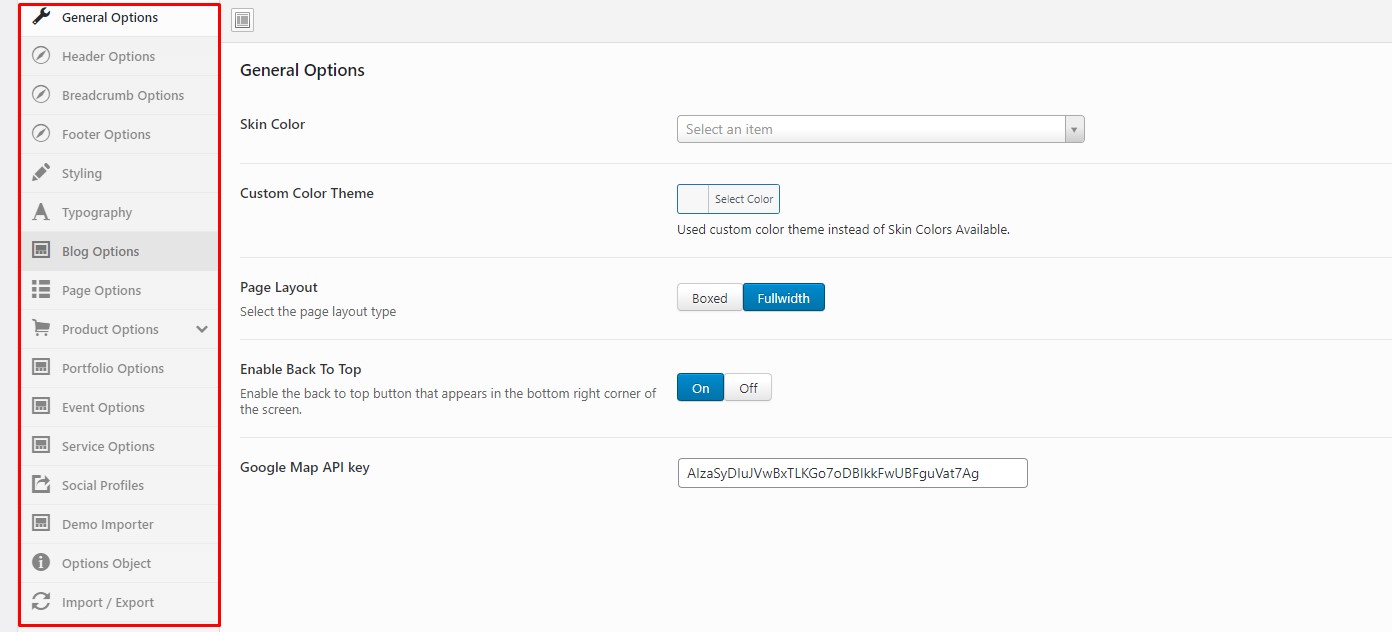 General Options
Header Options
Breadcrumb Options
Footer Options
Styling
Typography
Blog Options
Page Options
Product Options
Portfolio Options
Event Options
Service Options
Social Profiles
Demo Importer
Options Object
Import / Export
General Options
Skin Color
Select an item
Custom Color Theme
Select Color
Used custom color theme instead of Skin Colors Available.
Page Layout
Select the page layout type
Boxed
Fullwidth
Enable Back To Top
Enable the back to top button that appears in the bottom right corner of
the screen.
On
Off
Google Map API key